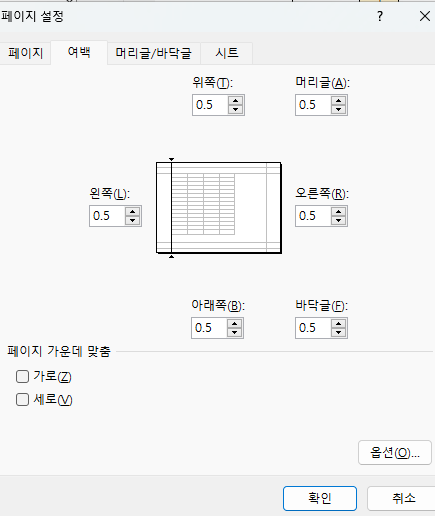 페이지 설정 ? ×
페이지 여백 머리글/바닥글 시트
위쪽(T): 머리글(A):
0.5 0.5
왼쪽(L): 오른쪽(R):
0.5 0.5
아래쪽(B): 바닥글(F):
0.5 0.5
페이지 가운데 맞춤
가로(Z)
세로(V)
옵션(O)...
확인 취소